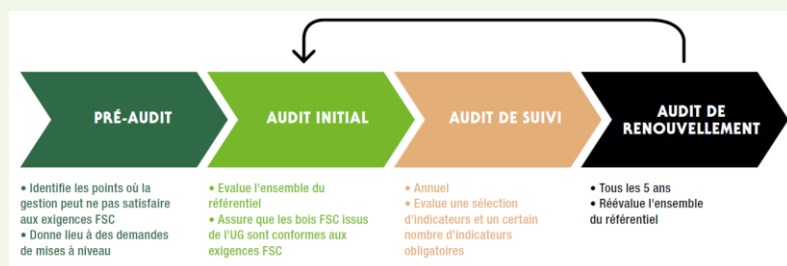 PRÉ-AUDIT
AUDIT INITIAL
AUDIT DE SUIVI
AUDIT DE
RENOUVELLEMENT
• Identifie les points où la
gestion peut ne pas satisfaire
aux exigences FSC
• Donne lieu à des demandes
de mises à niveau
• Evalue l'ensemble du
référentiel
• Assure que les bois FSC issus
de l'UG sont conformes aux
exigences FSC
• Annuel
• Evalue une sélection
d'indicateurs et un certain
nombre d'indicateurs
obligatoires
• Tous les 5 ans
• Réévalue l'ensemble
du référentiel